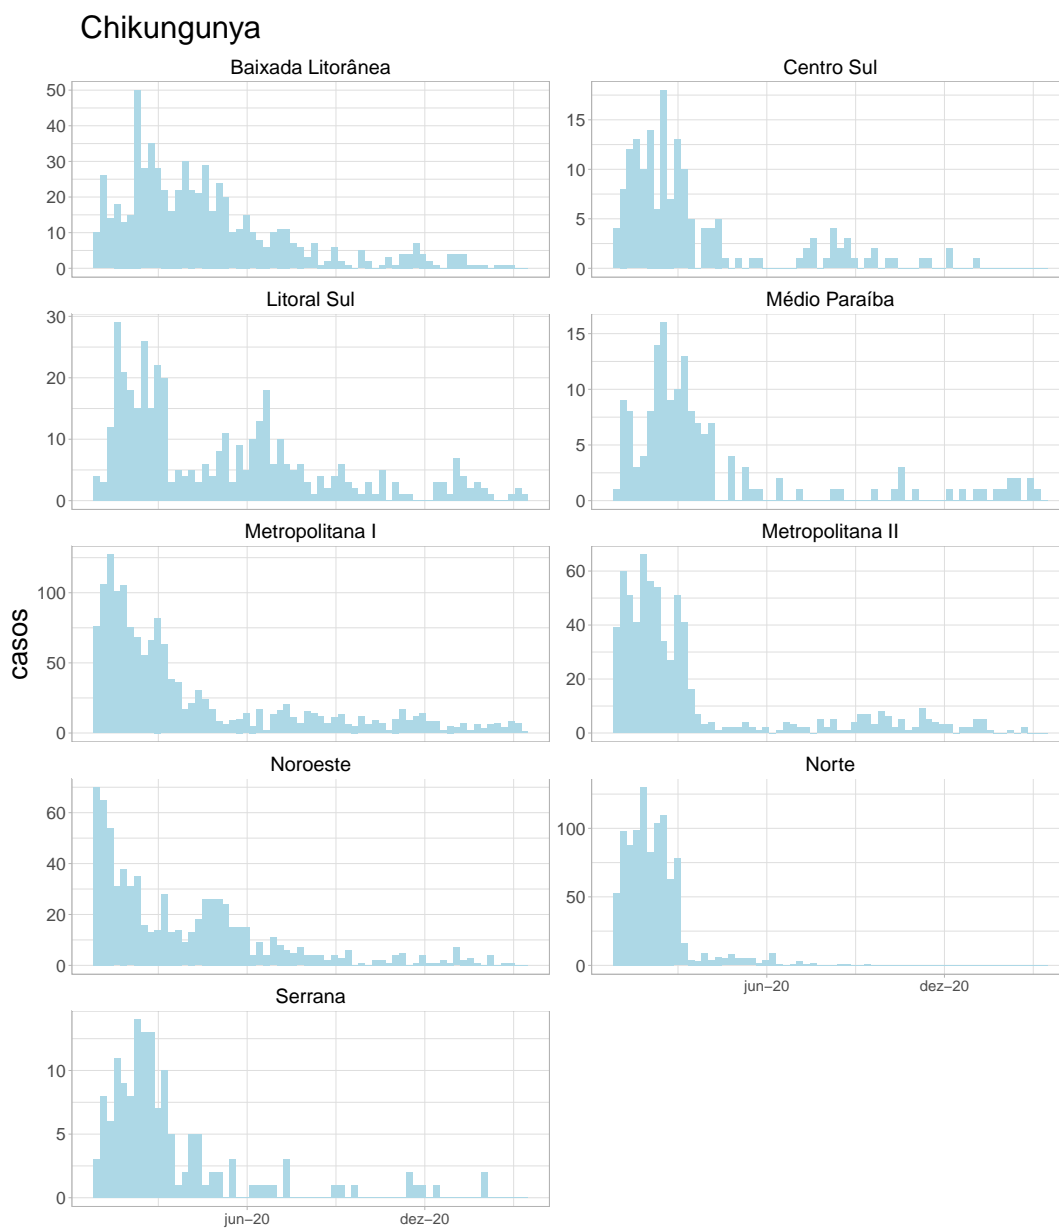 Chikungunya
Baixada Litorânea
Centro Sul
50
40
30
20
10
0
15
10
5
0
Litoral Sul
Médio Paraíba
30
20
10
0
15
10
5
0
casos
Metropolitana I
Metropolitana II
100
50
0
60
40
20
0
Noroeste
Norte
60
40
20
0
100
50
0
jun–20
dez–20
Serrana
10
5
0
jun–20
dez–20